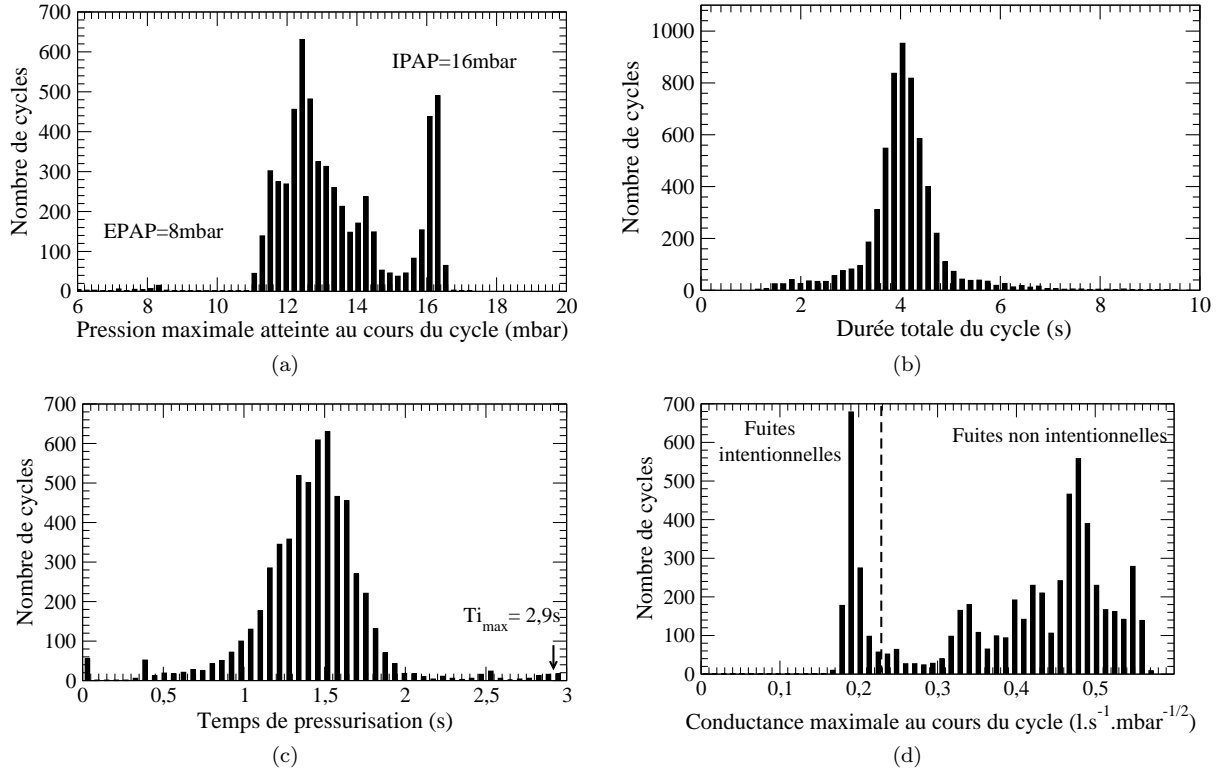 700
600
500
400
300
200
100
0
Nombre de cycles
IPAP=16mbar
EPAP=8mbar
6 8 10 12 14 16 18 20
Pression maximale atteinte au cours du cycle (mbar)
(a)
1000
800
600
400
200
0
Nombre de cycles
0 2 4 6 8 10
Durée totale du cycle (s)
(b)
700
600
500
400
300
200
100
0
Nombre de cycles
Ti_max = 2,9s
0 0,5 1 1,5 2 2,5 3
Temps de pressurisation (s)
(c)
700
600
500
400
300
200
100
0
Nombre de cycles
Fuites
intentionnelles
Fuites non intentionnelles
0 0,1 0,2 0,3 0,4 0,5
Conductance maximale au cours du cycle (l.s^-1.mbar^-1/2)
(d)